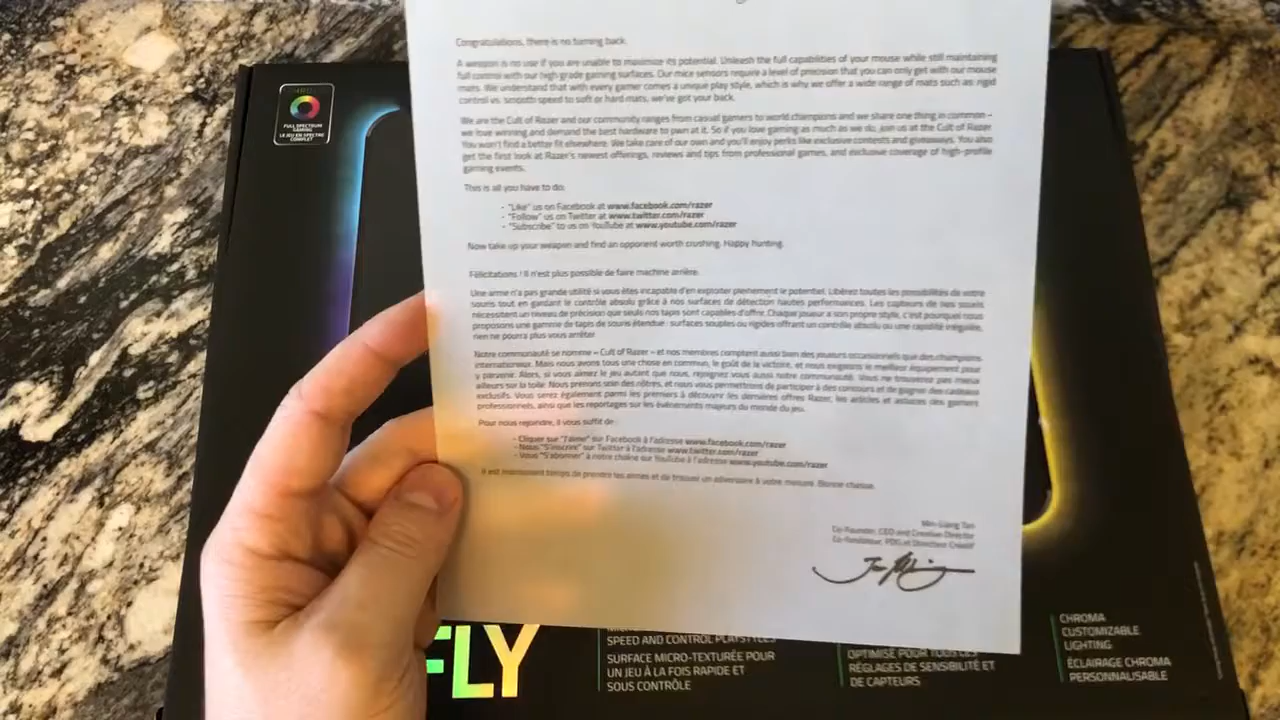 CHROMA
FULL SPECTRUM
GAMING
LE JEU EN SPECTRE
COMPLET
Congratulations, there is no turning back.
A weapon is no use if you are unable to maximize its potential. Unleash the full capabilities of your mouse while still maintaining
full control with our high grade gaming surfaces. Our mice sensors require a level of precision that you can only get with our mouse
mats. We understand that with every gamer comes a unique play style, which is why we offer a wide range of mats such as: rigid
control vs. smooth speed to soft or hard mats, we've got your back.
We are the Cult of Razer and our community ranges from casual gamers to world champions and we share one thing in common –
we love winning and demand the best hardware to pwn at it. So if you love gaming as much as we do, join us at the Cult of Razer
You won't find a better fit elsewhere. We take care of our own and you'll enjoy perks like exclusive contests and giveaways. You also
get the first look at Razer's newest offerings, reviews and tips from professional games, and exclusive coverage of high-profile
gaming events.
This is all you have to do:
- "Like" us on Facebook at www.facebook.com/razer
- "Follow" us on Twitter at www.twitter.com/razer
- "Subscribe" to us on YouTube at www.youtube.com/razer
Now take up your weapon and find an opponent worth crushing. Happy hunting.
Félicitations ! Il n'est plus possible de faire machine arrière.
Une arme n'a pas grande utilité si vous êtes incapable d'en exploiter pleinement le potentiel. Libérez toutes les possibilités de votre
souris tout en gardant le contrôle absolu grâce à nos surfaces de détection hautes performances. Les capteurs de nos souris
nécessitent un niveau de précision que seuls nos tapis sont capables d'offrir. Chaque joueur a son propre style, c'est pourquoi nous
proposons une gamme de tapis de souris étendue : surfaces souples ou rigides offrant un contrôle absolu ou une rapidité inégalée,
rien ne pourra plus vous arrêter.
Notre communauté se nomme – Cult of Razer – et nos membres comptent aussi bien des joueurs occasionnels que des champions
internationaux. Mais nous avons tous une chose en commun, le goût de la victoire, et nous exigeons le meilleur équipement pour
y parvenir. Alors, si vous aimez le jeu autant que nous, rejoignez vous aussi notre communauté. Vous ne trouverez pas mieux
ailleurs sur la toile. Nous prenons soin des nôtres, et nous vous permettrons de participer à des concours et de gagner des cadeaux
exclusifs. Vous serez également parmi les premiers à découvrir les dernières offres Razer, les articles et astuces des gamers
professionnels, ainsi que les reportages sur les événements majeurs du monde du jeu.
Pour nous rejoindre, il vous suffit de :
- Cliquer sur "J'aime" sur Facebook à l'adresse www.facebook.com/razer
- Nous "S'inscrire" sur Twitter à l'adresse www.twitter.com/razer
- Vous "S'abonner" à notre chaîne sur YouTube à l'adresse www.youtube.com/razer
Il est maintenant temps de prendre les armes et de trouver un adversaire à votre mesure. Bonne chasse.
Min-Liang Tan
Co-Founder, CEO and Creative Director
Co-fondateur, PDG et Directeur Créatif
FLY
SPEED AND CONTROL PLAYSTYLES
SURFACE MICRO-TEXTURÉE POUR
UN JEU À LA FOIS RAPIDE ET
SOUS CONTRÔLE
OPTIMISÉ POUR TOUS LES
RÉGLAGES DE SENSIBILITÉ ET
DE CAPTEURS
CHROMA
CUSTOMIZABLE
LIGHTING
ÉCLAIRAGE CHROMA
PERSONNALISABLE